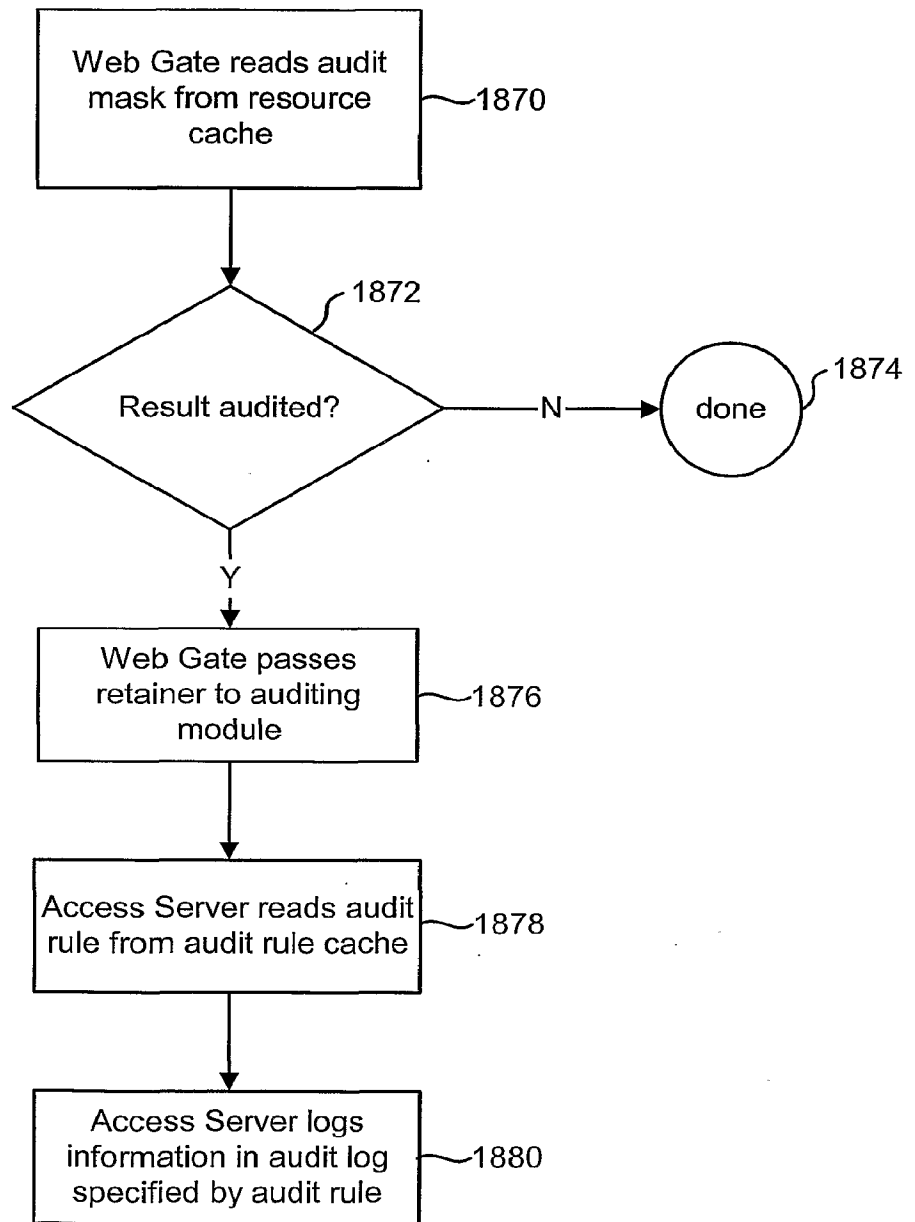 Web Gate reads audit
mask from resource
cache
1870
1872
Result audited?
N
done
1874
Y
Web Gate passes
retainer to auditing
module
1876
Access Server reads audit
rule from audit rule cache
1878
Access Server logs
information in audit log
specified by audit rule
1880